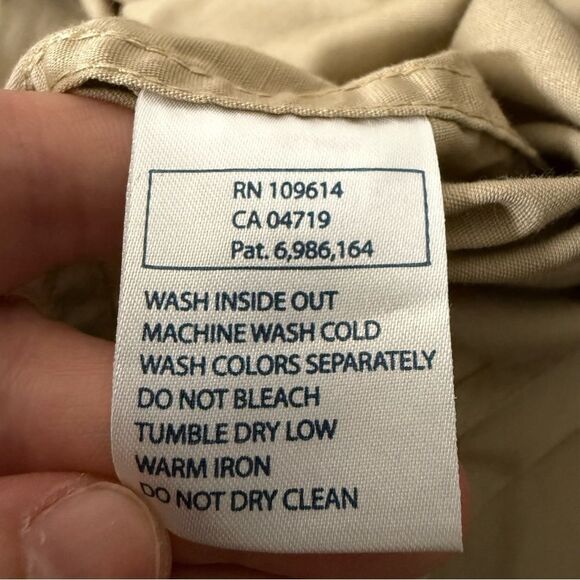 RN 109614
CA 04719
Pat. 6,986,164
WASH INSIDE OUT
MACHINE WASH COLD
WASH COLORS SEPARATELY
DO NOT BLEACH
TUMBLE DRY LOW
WARM IRON
DO NOT DRY CLEAN